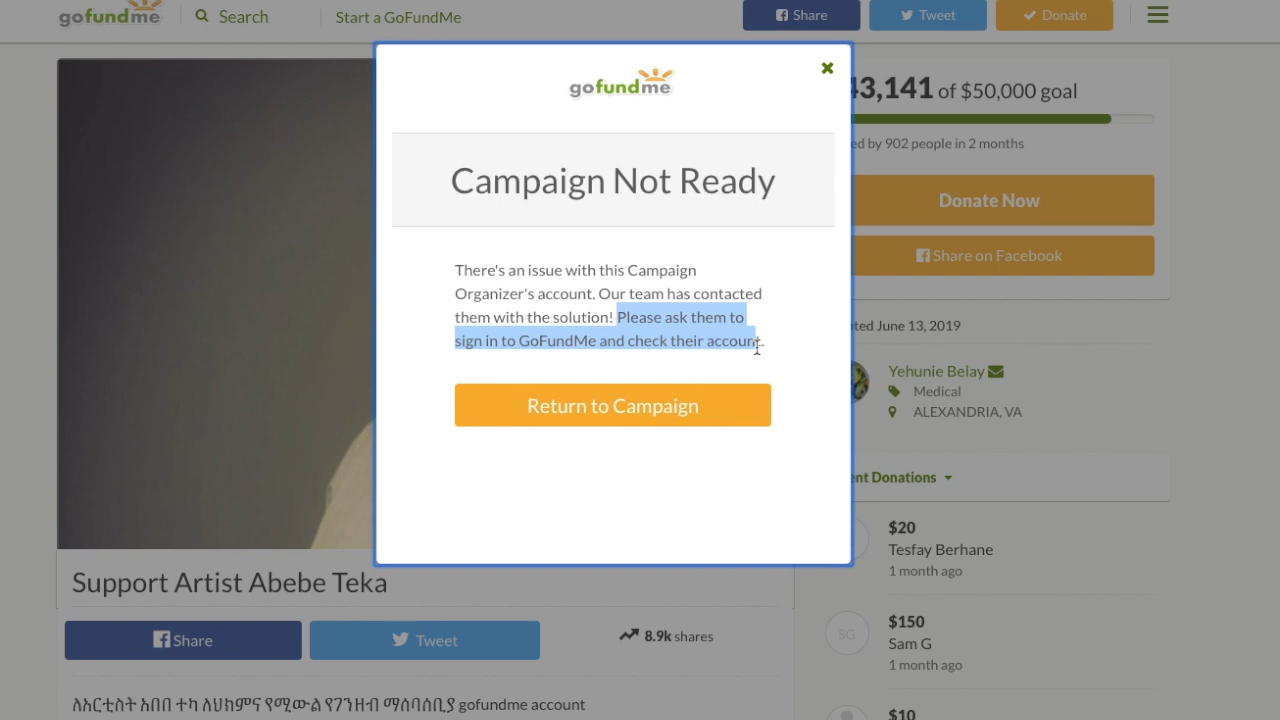 gofundme
Search
Start a GoFundMe
Share
Tweet
Donate
gofundme
Campaign Not Ready
There's an issue with this Campaign
Organizer's account. Our team has contacted
them with the solution! Please ask them to
sign in to GoFundMe and check their account.
Return to Campaign
43,141 of $50,000 goal
by 902 people in 2 months
Donate Now
Share on Facebook
June 13, 2019
Yehunie Belay
Medical
ALEXANDRIA, VA
Donations
$20
Tesfay Berhane
1 month ago
SG
$150
Sam G
1 month ago
$10
Support Artist Abebe Teka
Share
Tweet
8.9k shares
ለአርቲስት አበበ ተካ ለህክምና የሚውል የገንዘብ ማሰባሰቢያ gofundme account